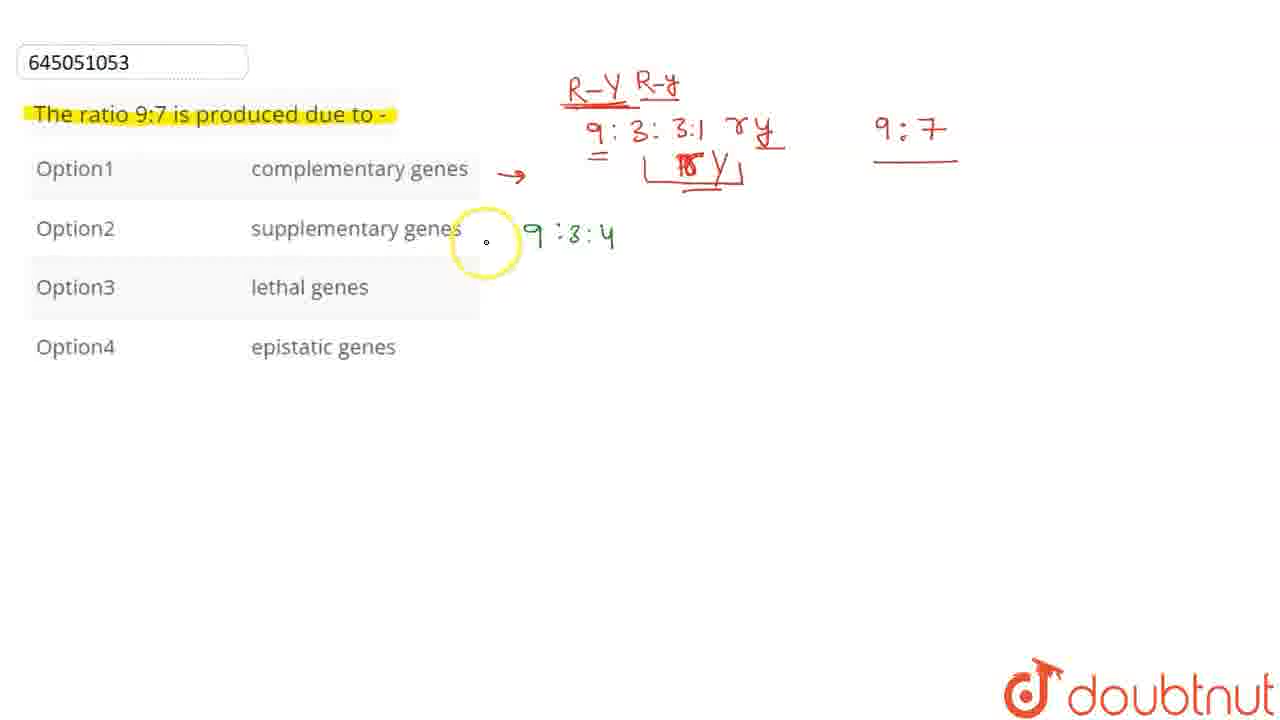 645051053
The ratio 9:7 is produced due to -
Option1 complementary genes
Option2 supplementary genes
Option3 lethal genes
Option4 epistatic genes
R-Y R-y
9:3:3:1 ry
Y
9:7
→
9:3:4
doubtnut